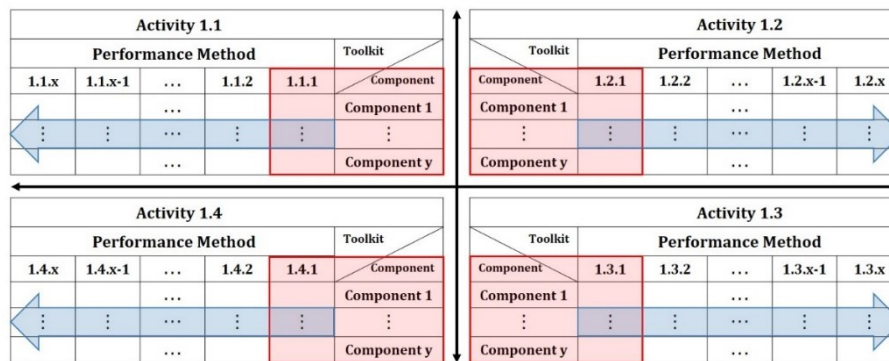 Activity 1.1
Performance Method Toolkit
1.1.x 1.1.x-1 ... 1.1.2 1.1.1 Component
Component 1
⋮ ⋮ ... ⋮ ⋮ ⋮
... Component y
Activity 1.2
Toolkit Performance Method
Component 1.2.1 1.2.2 ... 1.2.x-1 1.2.x
Component 1 ...
⋮ ⋮ ⋮ ... ⋮ ⋮
Component y ...
Activity 1.4
Performance Method Toolkit
1.4.x 1.4.x-1 ... 1.4.2 1.4.1 Component
... Component 1
⋮ ⋮ ... ⋮ ⋮ ⋮
... Component y
Activity 1.3
Toolkit Performance Method
Component 1.3.1 1.3.2 ... 1.3.x-1 1.3.x
Component 1 ...
⋮ ⋮ ⋮ ... ⋮ ⋮
Component y ...